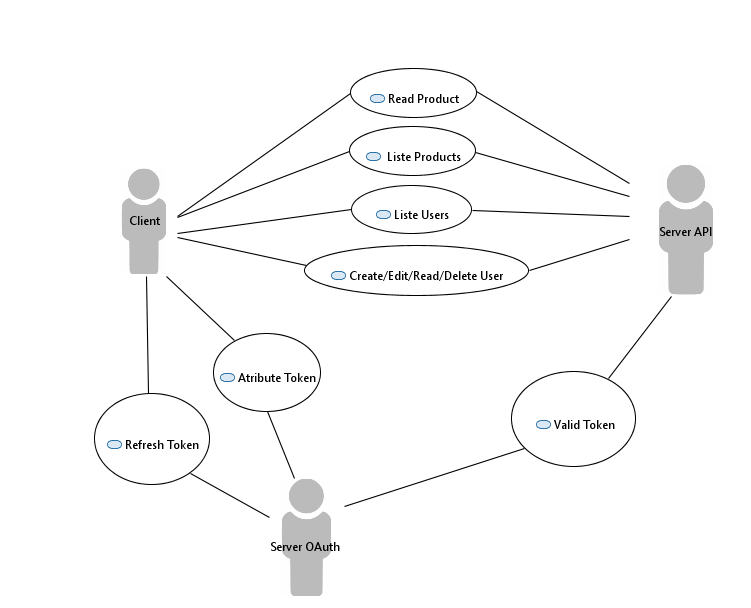 Read Product
Liste Products
Client
Liste Users
Server API
Create/Edit/Read/Delete User
Atribute Token
Valid Token
Refresh Token
Server OAuth